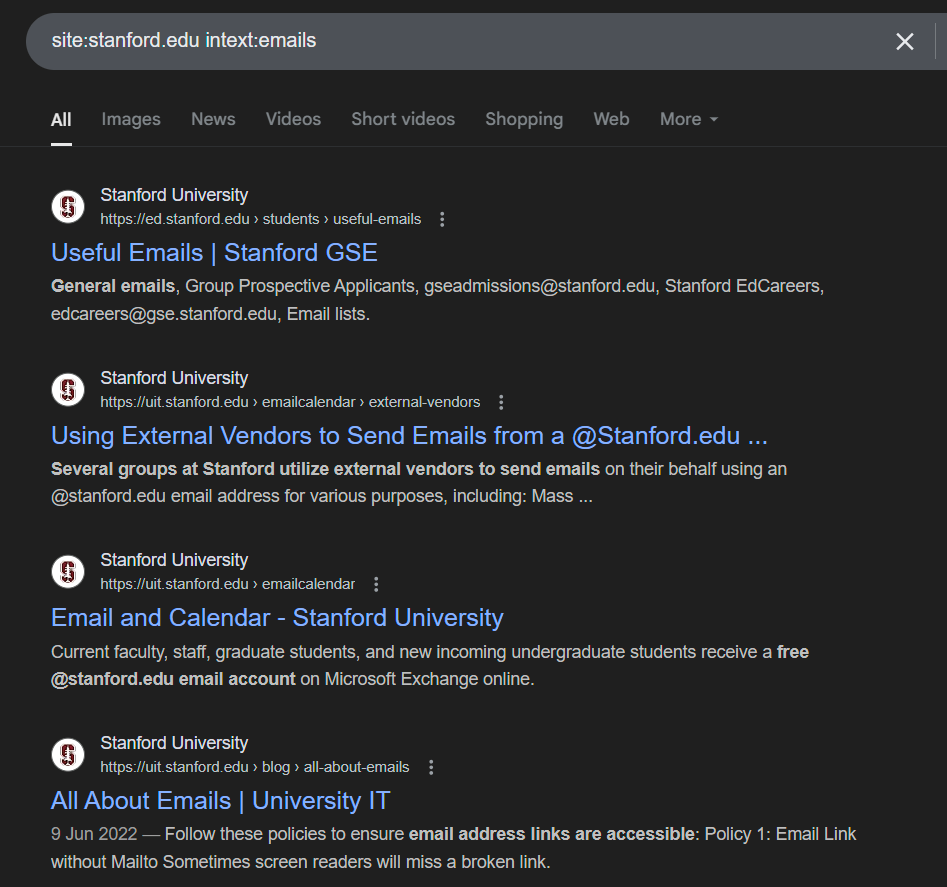 site:stanford.edu intext:emails
All Images News Videos Short videos Shopping Web More
Stanford University
https://ed.stanford.edu › students › useful-emails
Useful Emails | Stanford GSE
General emails, Group Prospective Applicants, gseadmissions@stanford.edu, Stanford EdCareers,
edcareers@gse.stanford.edu, Email lists.
Stanford University
https://uit.stanford.edu › emailcalendar › external-vendors
Using External Vendors to Send Emails from a @Stanford.edu ...
Several groups at Stanford utilize external vendors to send emails on their behalf using an
@stanford.edu email address for various purposes, including: Mass ...
Stanford University
https://uit.stanford.edu › emailcalendar
Email and Calendar - Stanford University
Current faculty, staff, graduate students, and new incoming undergraduate students receive a free
@stanford.edu email account on Microsoft Exchange online.
Stanford University
https://uit.stanford.edu › blog › all-about-emails
All About Emails | University IT
9 Jun 2022 — Follow these policies to ensure email address links are accessible: Policy 1: Email Link
without Mailto Sometimes screen readers will miss a broken link.